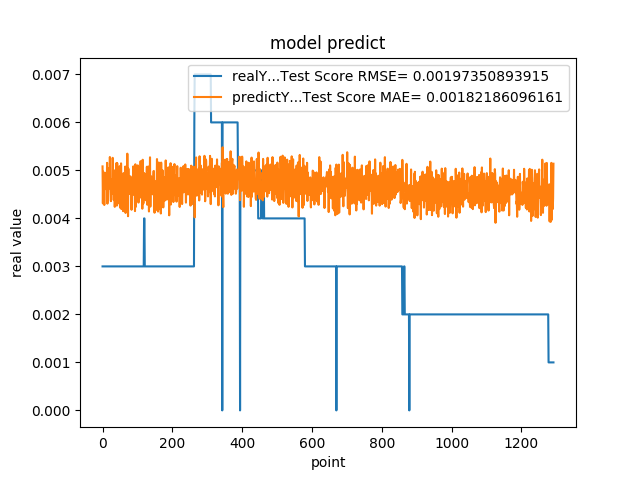 model predict
realY...Test Score RMSE= 0.00197350893915
predictY...Test Score MAE= 0.00182186096161
0.007
0.006
0.005
0.004
0.003
0.002
0.001
0.000
real value
0 200 400 600 800 1000 1200
point